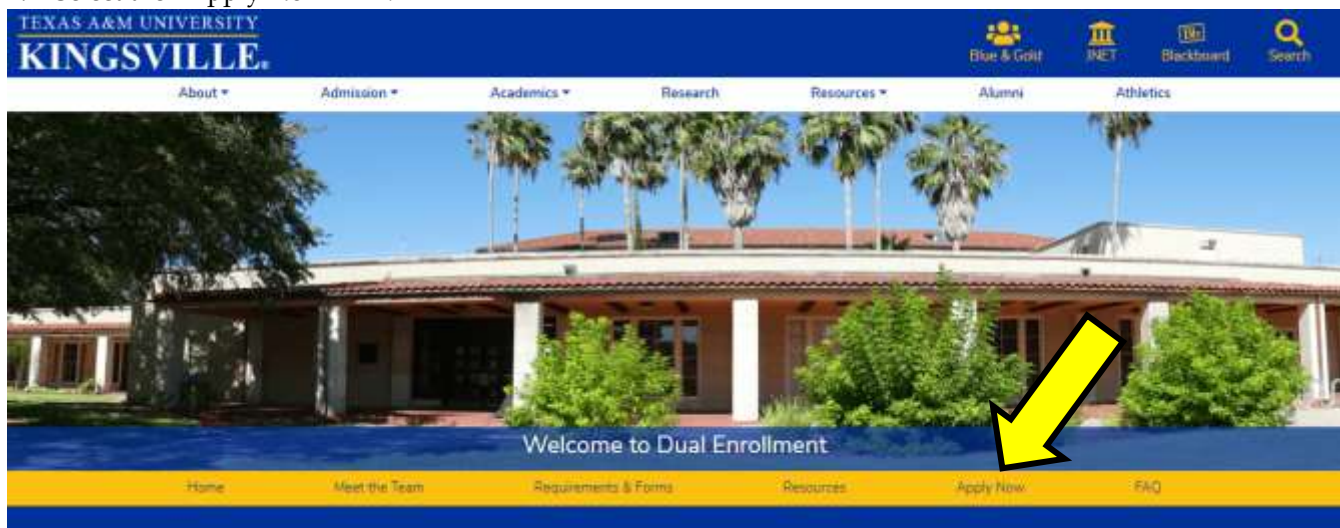 TEXAS A&M UNIVERSITY
KINGSVILLE®
Blue & Gold
JNET
Bb
Blackboard
Search
About
Admission
Academics
Research
Resources
Alumni
Athletics
Welcome to Dual Enrollment
Home
Meet the Team
Requirements & Forms
Resources
Apply Now
FAQ